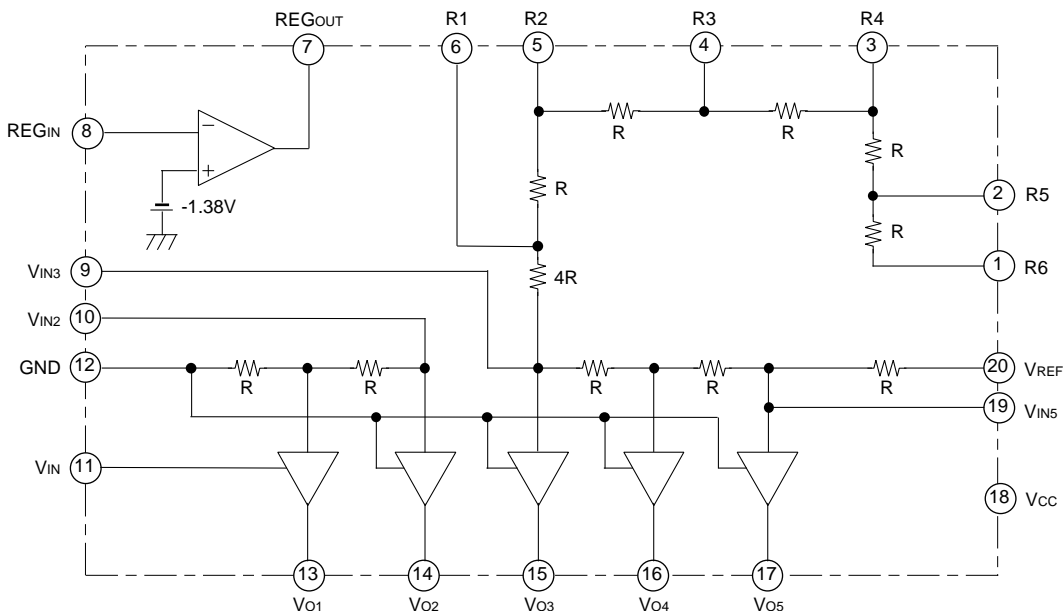 REGOUT R1 R2 R3 R4
7 6 5 4 3
8 REGIN
− R R
+ R
-1.38V R 2 R5
R
9 VIN3 4R 1 R6
10 VIN2
12 GND R R R R R 20 VREF
19 VIN5
11 VIN
18 VCC
13 14 15 16 17
VO1 VO2 VO3 VO4 VO5